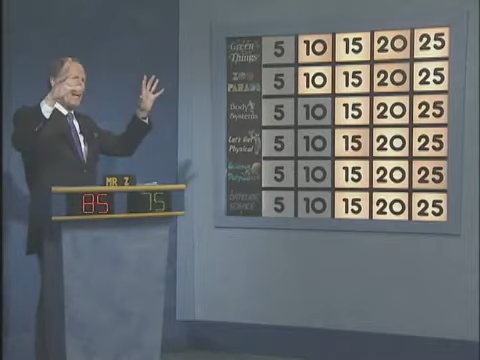 Green Things 5 10 15 20 25
ZOO PARADE 5 10 15 20 25
Body Systems 5 10 15 20 25
Let's Get Physical 5 10 15 20 25
5 10 15 20 25
5 10 15 20 25
MR Z
85 75